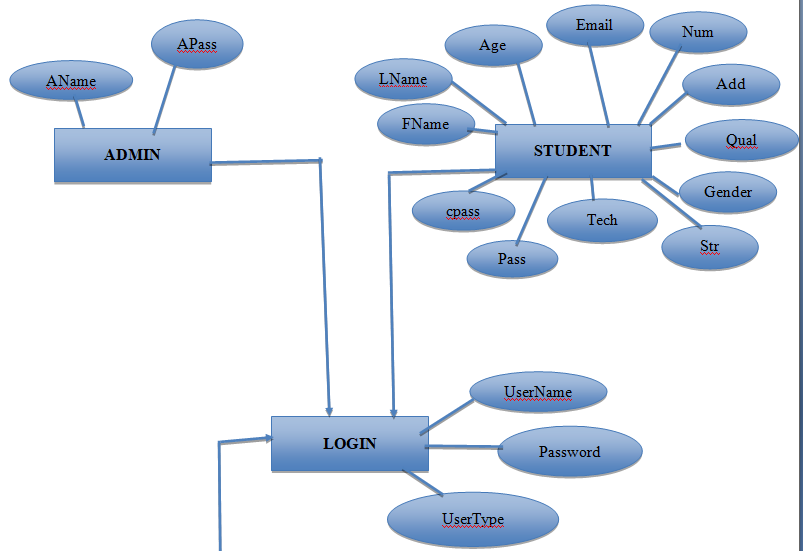 APass
AName
ADMIN
Email
Num
Age
LName
Add
FName
Qual
STUDENT
Gender
cpass
Tech
Str
Pass
UserName
LOGIN
Password
UserType